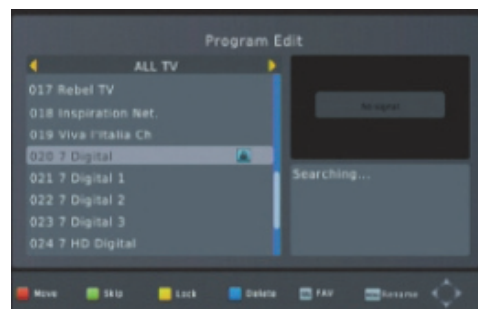 Program Edit
ALL TV
017 Rebel TV
018 Inspiration Net.
019 Viva l'Italia Ch
020 7 Digital
021 7 Digital 1
022 7 Digital 2
023 7 Digital 3
024 7 HD Digital
No signal
Searching...
Move Skip Lock Delete FAV Rename